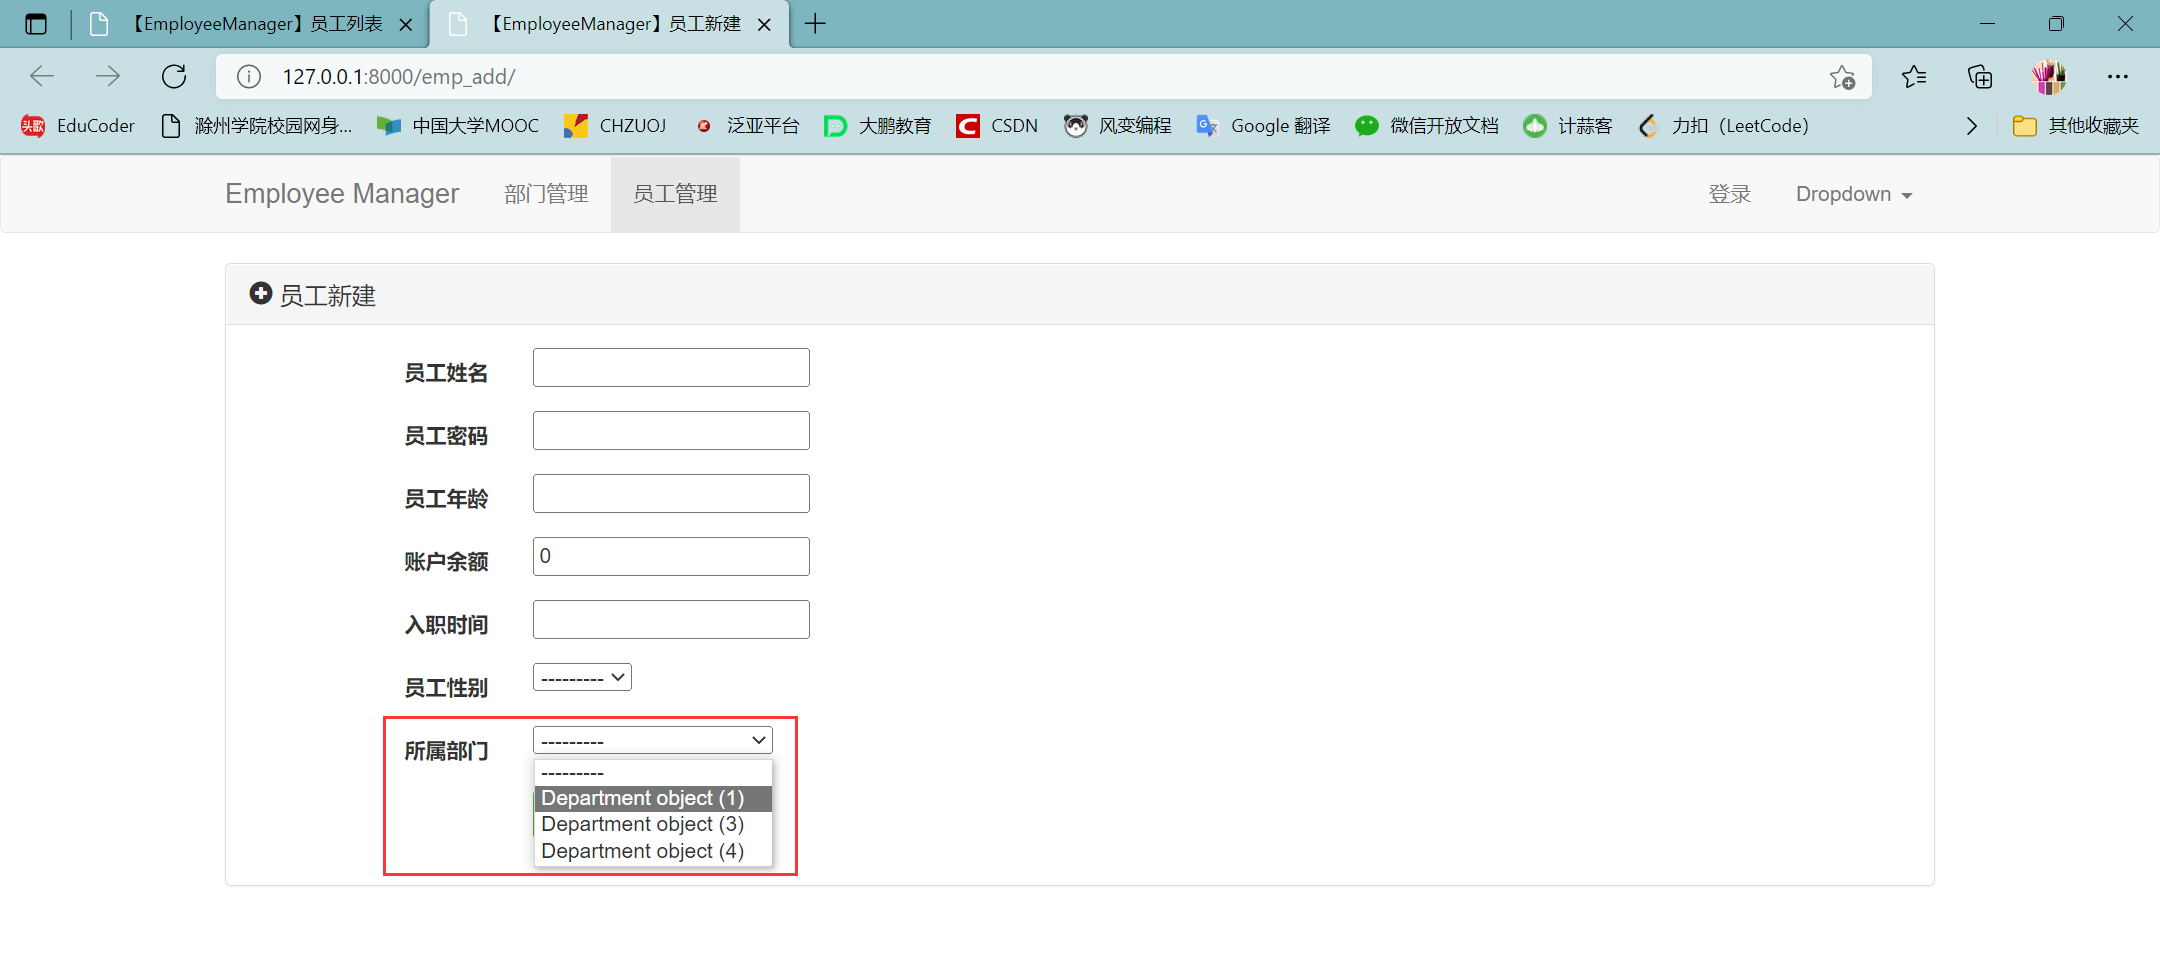 【EmployeeManager】员工列表
【EmployeeManager】员工新建
127.0.0.1:8000/emp_add/
EduCoder
滁州学院校园网身...
中国大学MOOC
CHZUOJ
泛亚平台
大鹏教育
CSDN
风变编程
Google 翻译
微信开放文档
计蒜客
力扣（LeetCode）
其他收藏夹
Employee Manager
部门管理
员工管理
登录
Dropdown
员工新建
员工姓名
员工密码
员工年龄
账户余额 0
入职时间
员工性别 ---------
所属部门 ---------
---------
Department object (1)
Department object (3)
Department object (4)